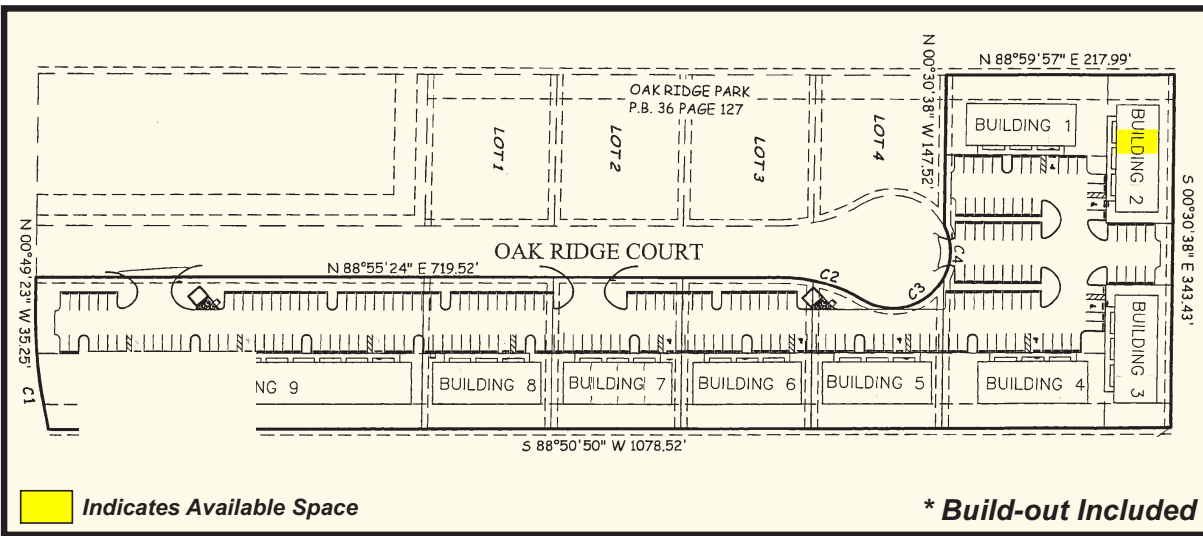 N 88°59'57" E 217.99'
N 00°30'38" W 147.52'
OAK RIDGE PARK
P.B. 36 PAGE 127
LOT 1
LOT 2
LOT 3
LOT 4
BUILDING 1
BUILDING 2
S 00°30'38" E 343.43'
N 00°49'23" W 35.25'
OAK RIDGE COURT
N 88°55'24" E 719.52'
C2
C3
C4
C1
NG 9
BUILDING 8
BUILDING 7
BUILDING 6
BUILDING 5
BUILDING 4
BUILDING 3
S 88°50'50" W 1078.52'
Indicates Available Space
* Build-out Included